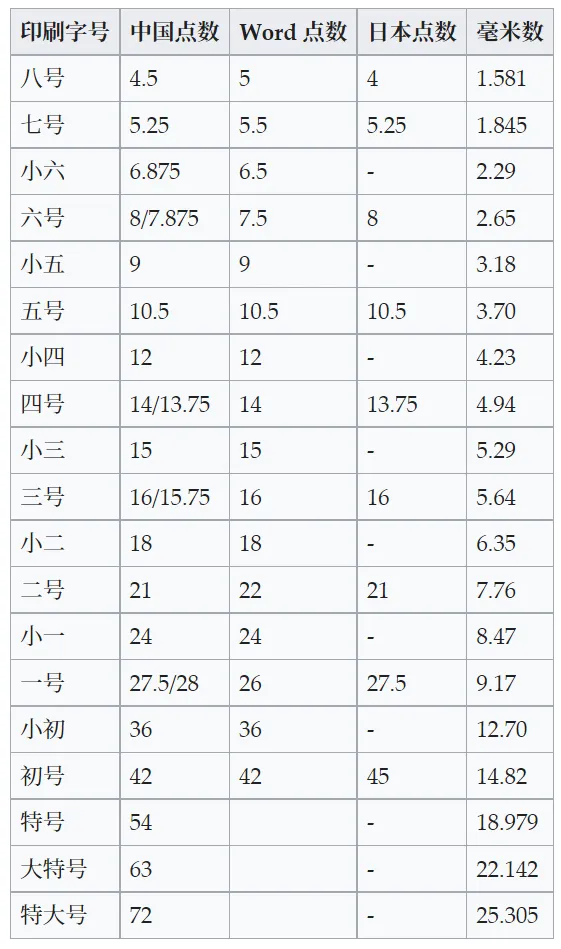 印刷字号 中国点数 Word 点数 日本点数 毫米数
八号 4.5 5 4 1.581
七号 5.25 5.5 5.25 1.845
小六 6.875 6.5 - 2.29
六号 8/7.875 7.5 8 2.65
小五 9 9 - 3.18
五号 10.5 10.5 10.5 3.70
小四 12 12 - 4.23
四号 14/13.75 14 13.75 4.94
小三 15 15 - 5.29
三号 16/15.75 16 16 5.64
小二 18 18 - 6.35
二号 21 22 21 7.76
小一 24 24 - 8.47
一号 27.5/28 26 27.5 9.17
小初 36 36 - 12.70
初号 42 42 45 14.82
特号 54 - 18.979
大特号 63 - 22.142
特大号 72 - 25.305